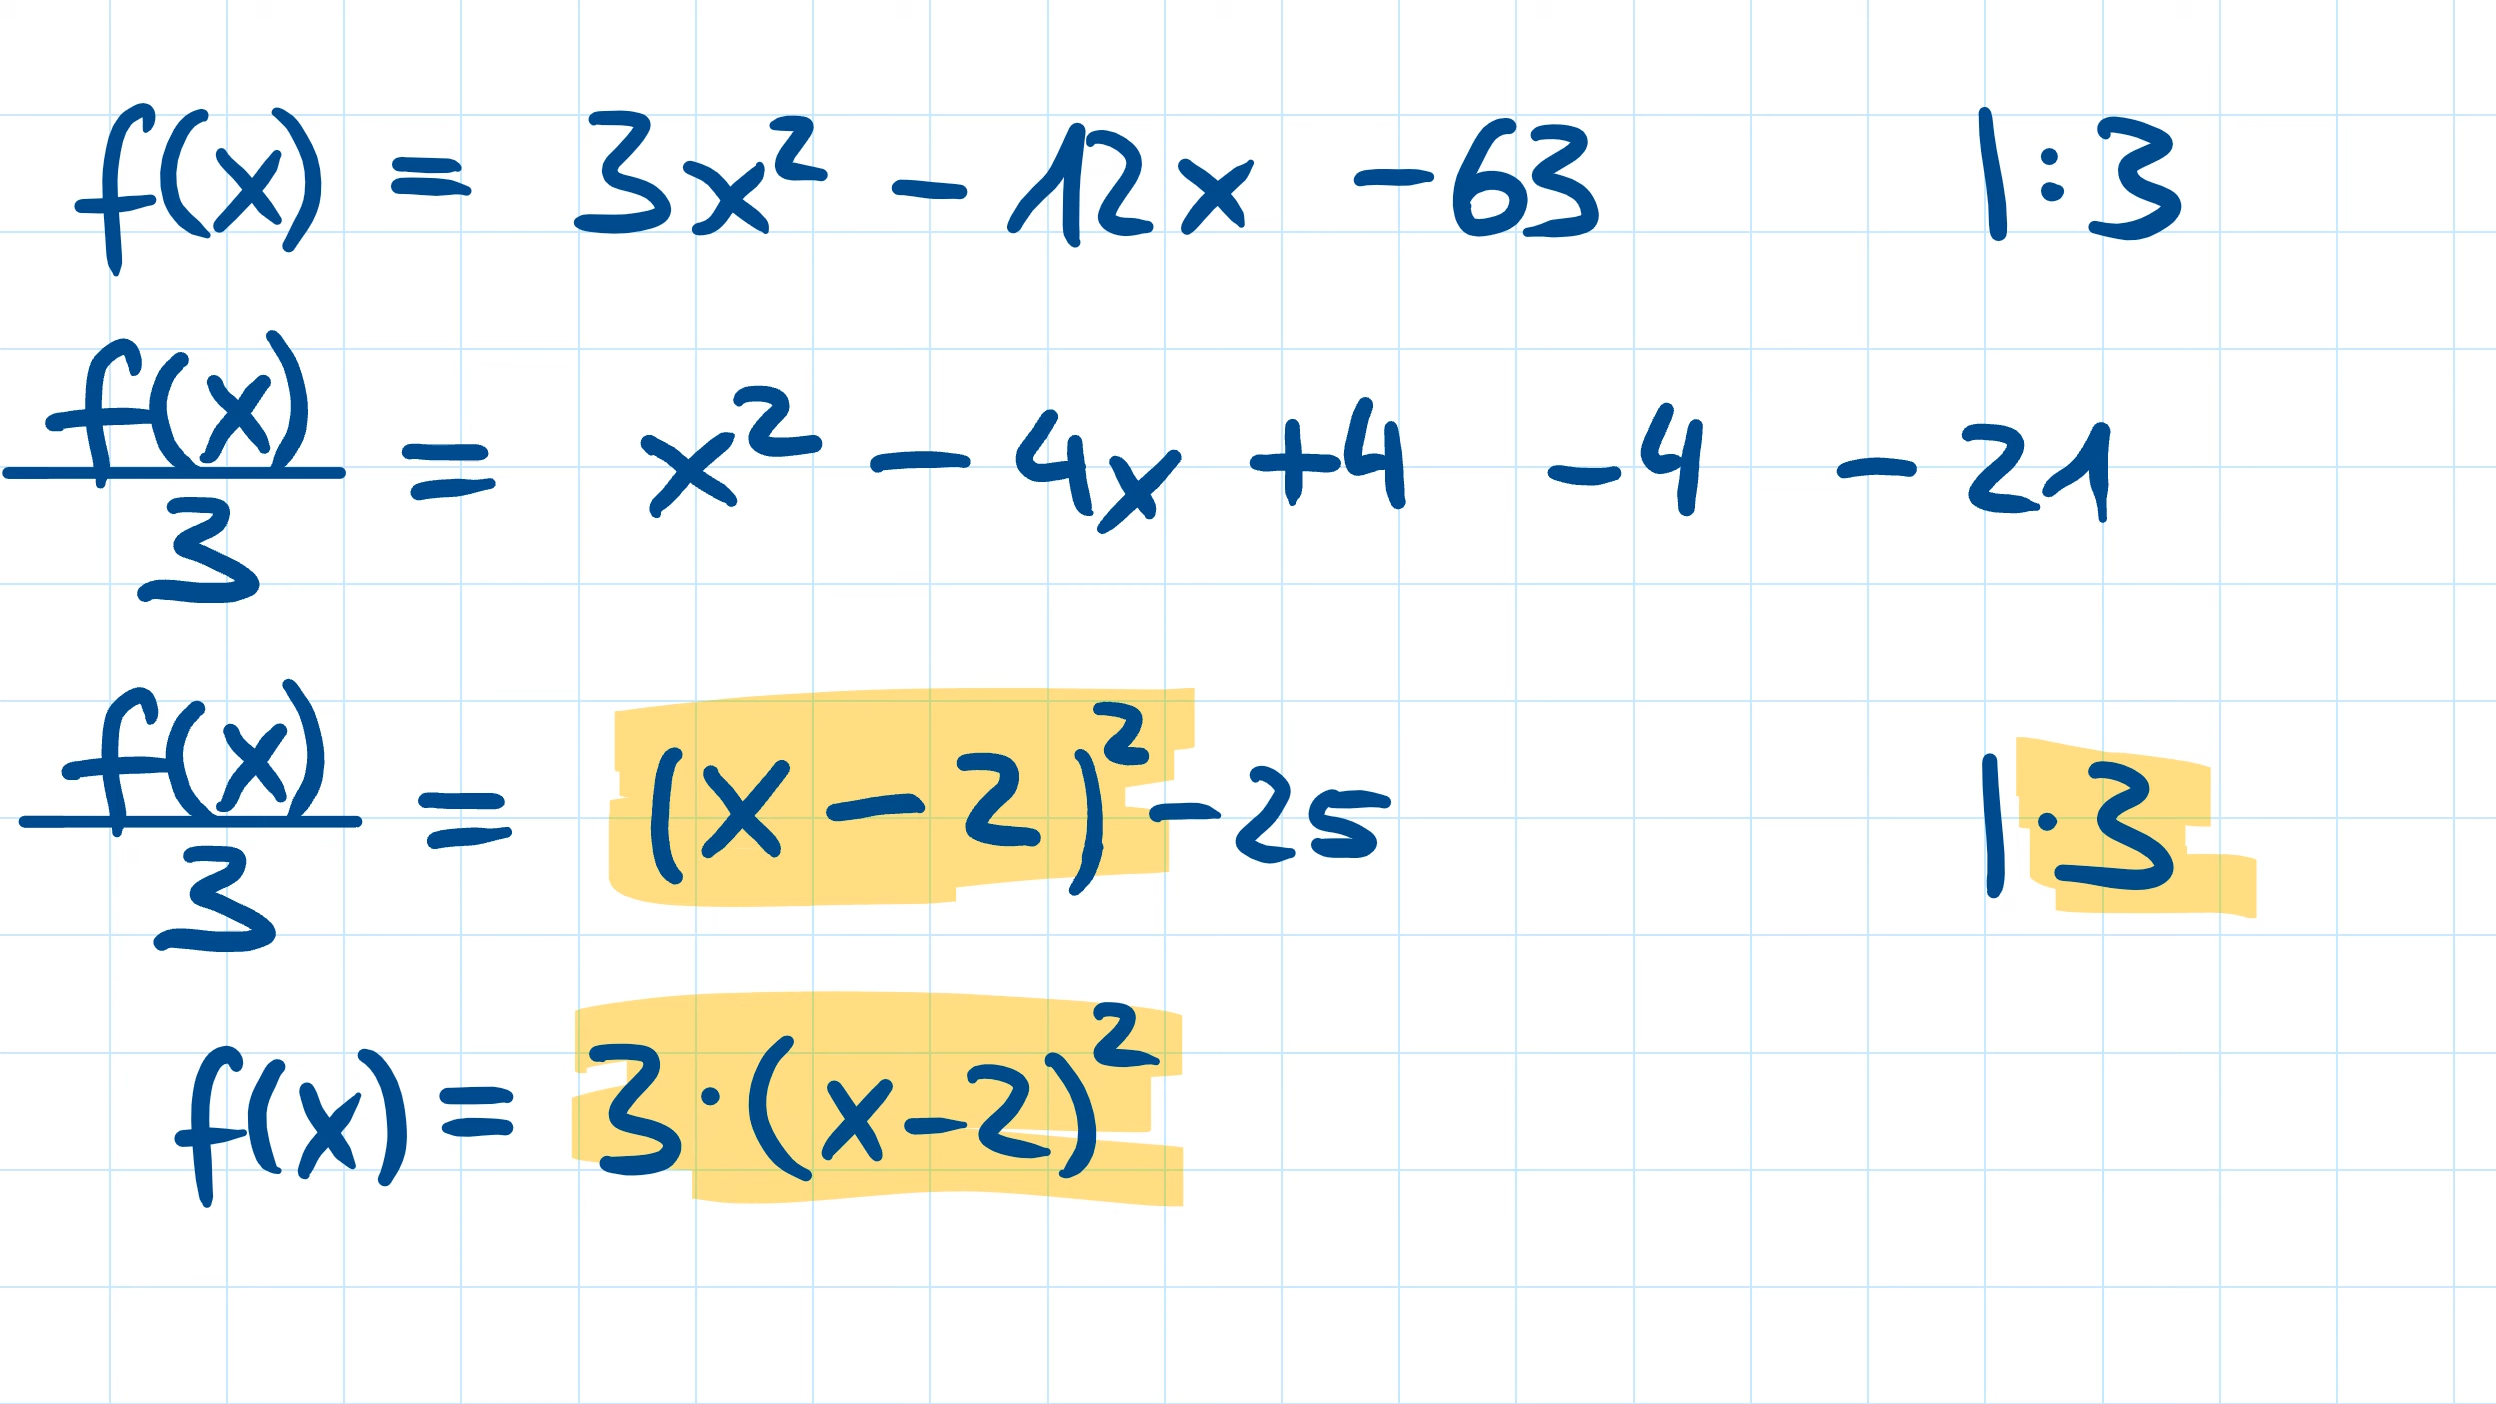 f(x) = 3x² - 12x - 63 | : 3
f(x)/3 = x² - 4x + 4 - 4 - 21
f(x)/3 = (x - 2)² - 25 | · 3
f(x) = 3 · (x - 2)²